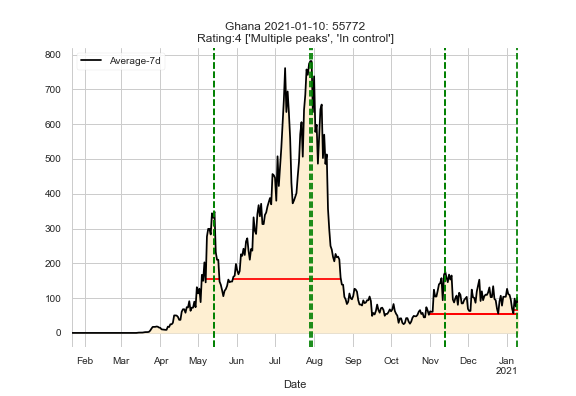 Ghana 2021-01-10: 55772
Rating:4 ['Multiple peaks', 'In control']
Average-7d
800
700
600
500
400
300
200
100
0
Feb Mar Apr May Jun Jul Aug Sep Oct Nov Dec Jan
2021
Date